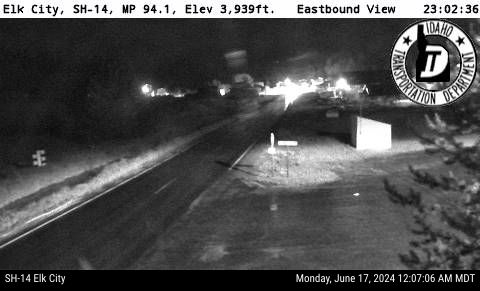 Elk City, SH-14, MP 94.1, Elev 3,939ft. Eastbound View 23:02:36
IDAHO
TRANSPORTATION DEPARTMENT
SH-14 Elk City Monday, June 17, 2024 12:07:06 AM MDT